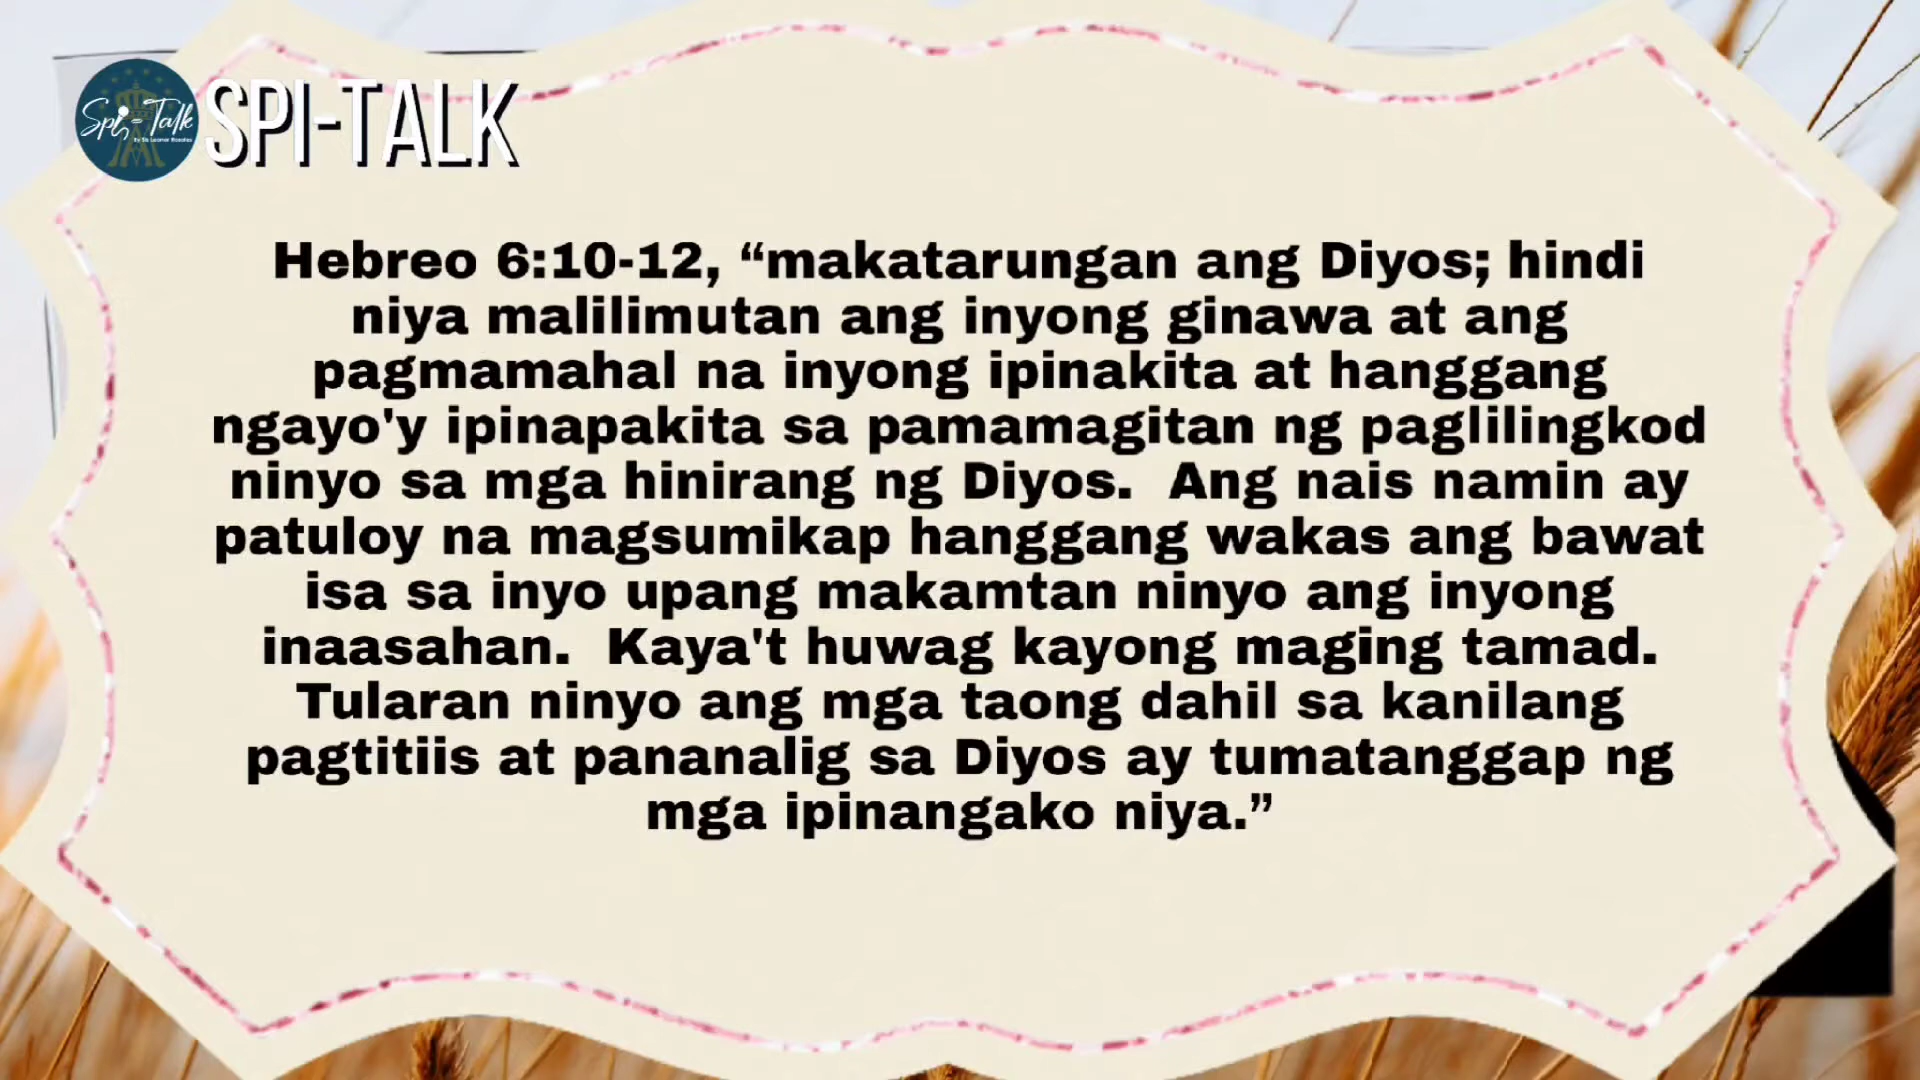 Spi-Talk
SPI-TALK
Hebreo 6:10-12, “makatarungan ang Diyos; hindi
niya malilimutan ang inyong ginawa at ang
pagmamahal na inyong ipinakita at hanggang
ngayo'y ipinapakita sa pamamagitan ng paglilingkod
ninyo sa mga hinirang ng Diyos.  Ang nais namin ay
patuloy na magsumikap hanggang wakas ang bawat
isa sa inyo upang makamtan ninyo ang inyong
inaasahan.  Kaya't huwag kayong maging tamad.
Tularan ninyo ang mga taong dahil sa kanilang
pagtitiis at pananalig sa Diyos ay tumatanggap ng
mga ipinangako niya.”